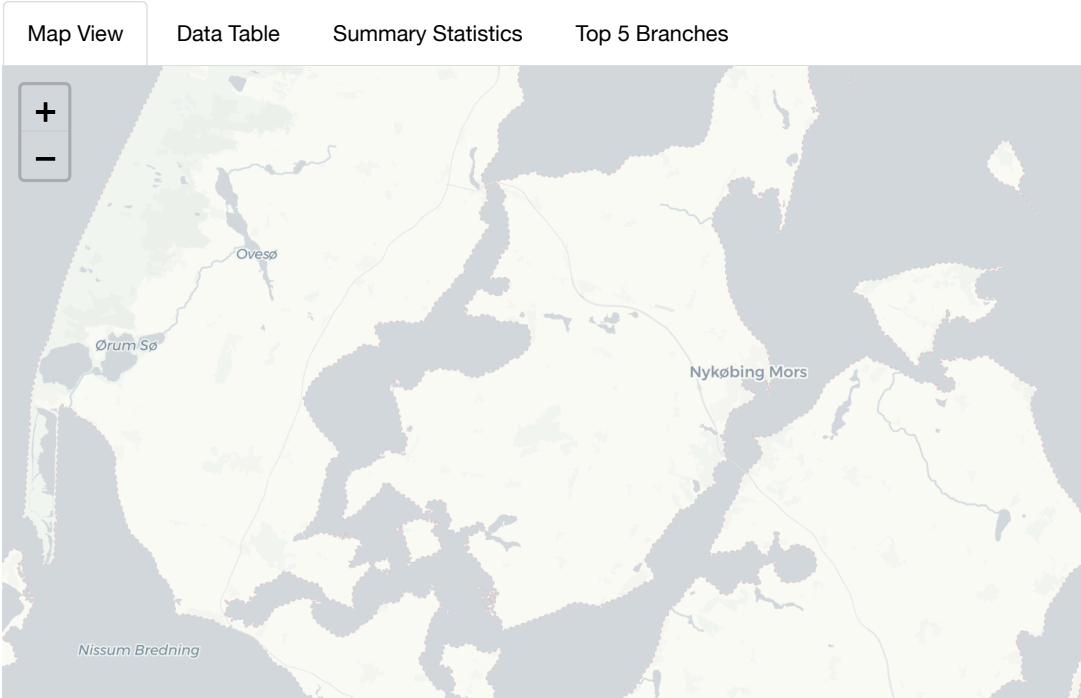 Map View Data Table Summary Statistics Top 5 Branches
+
−
Ovesø
Ørum Sø
Nykøbing Mors
Nissum Bredning